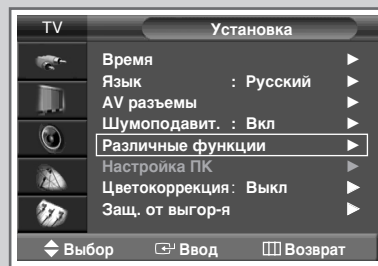 TV Установка
Время
Язык : Русский
AV разъемы
Шумоподавит. : Вкл
Различные функции
Настройка ПК
Цветокоррекция: Выкл
Защ. от выгор-я
Выбор Ввод Возврат